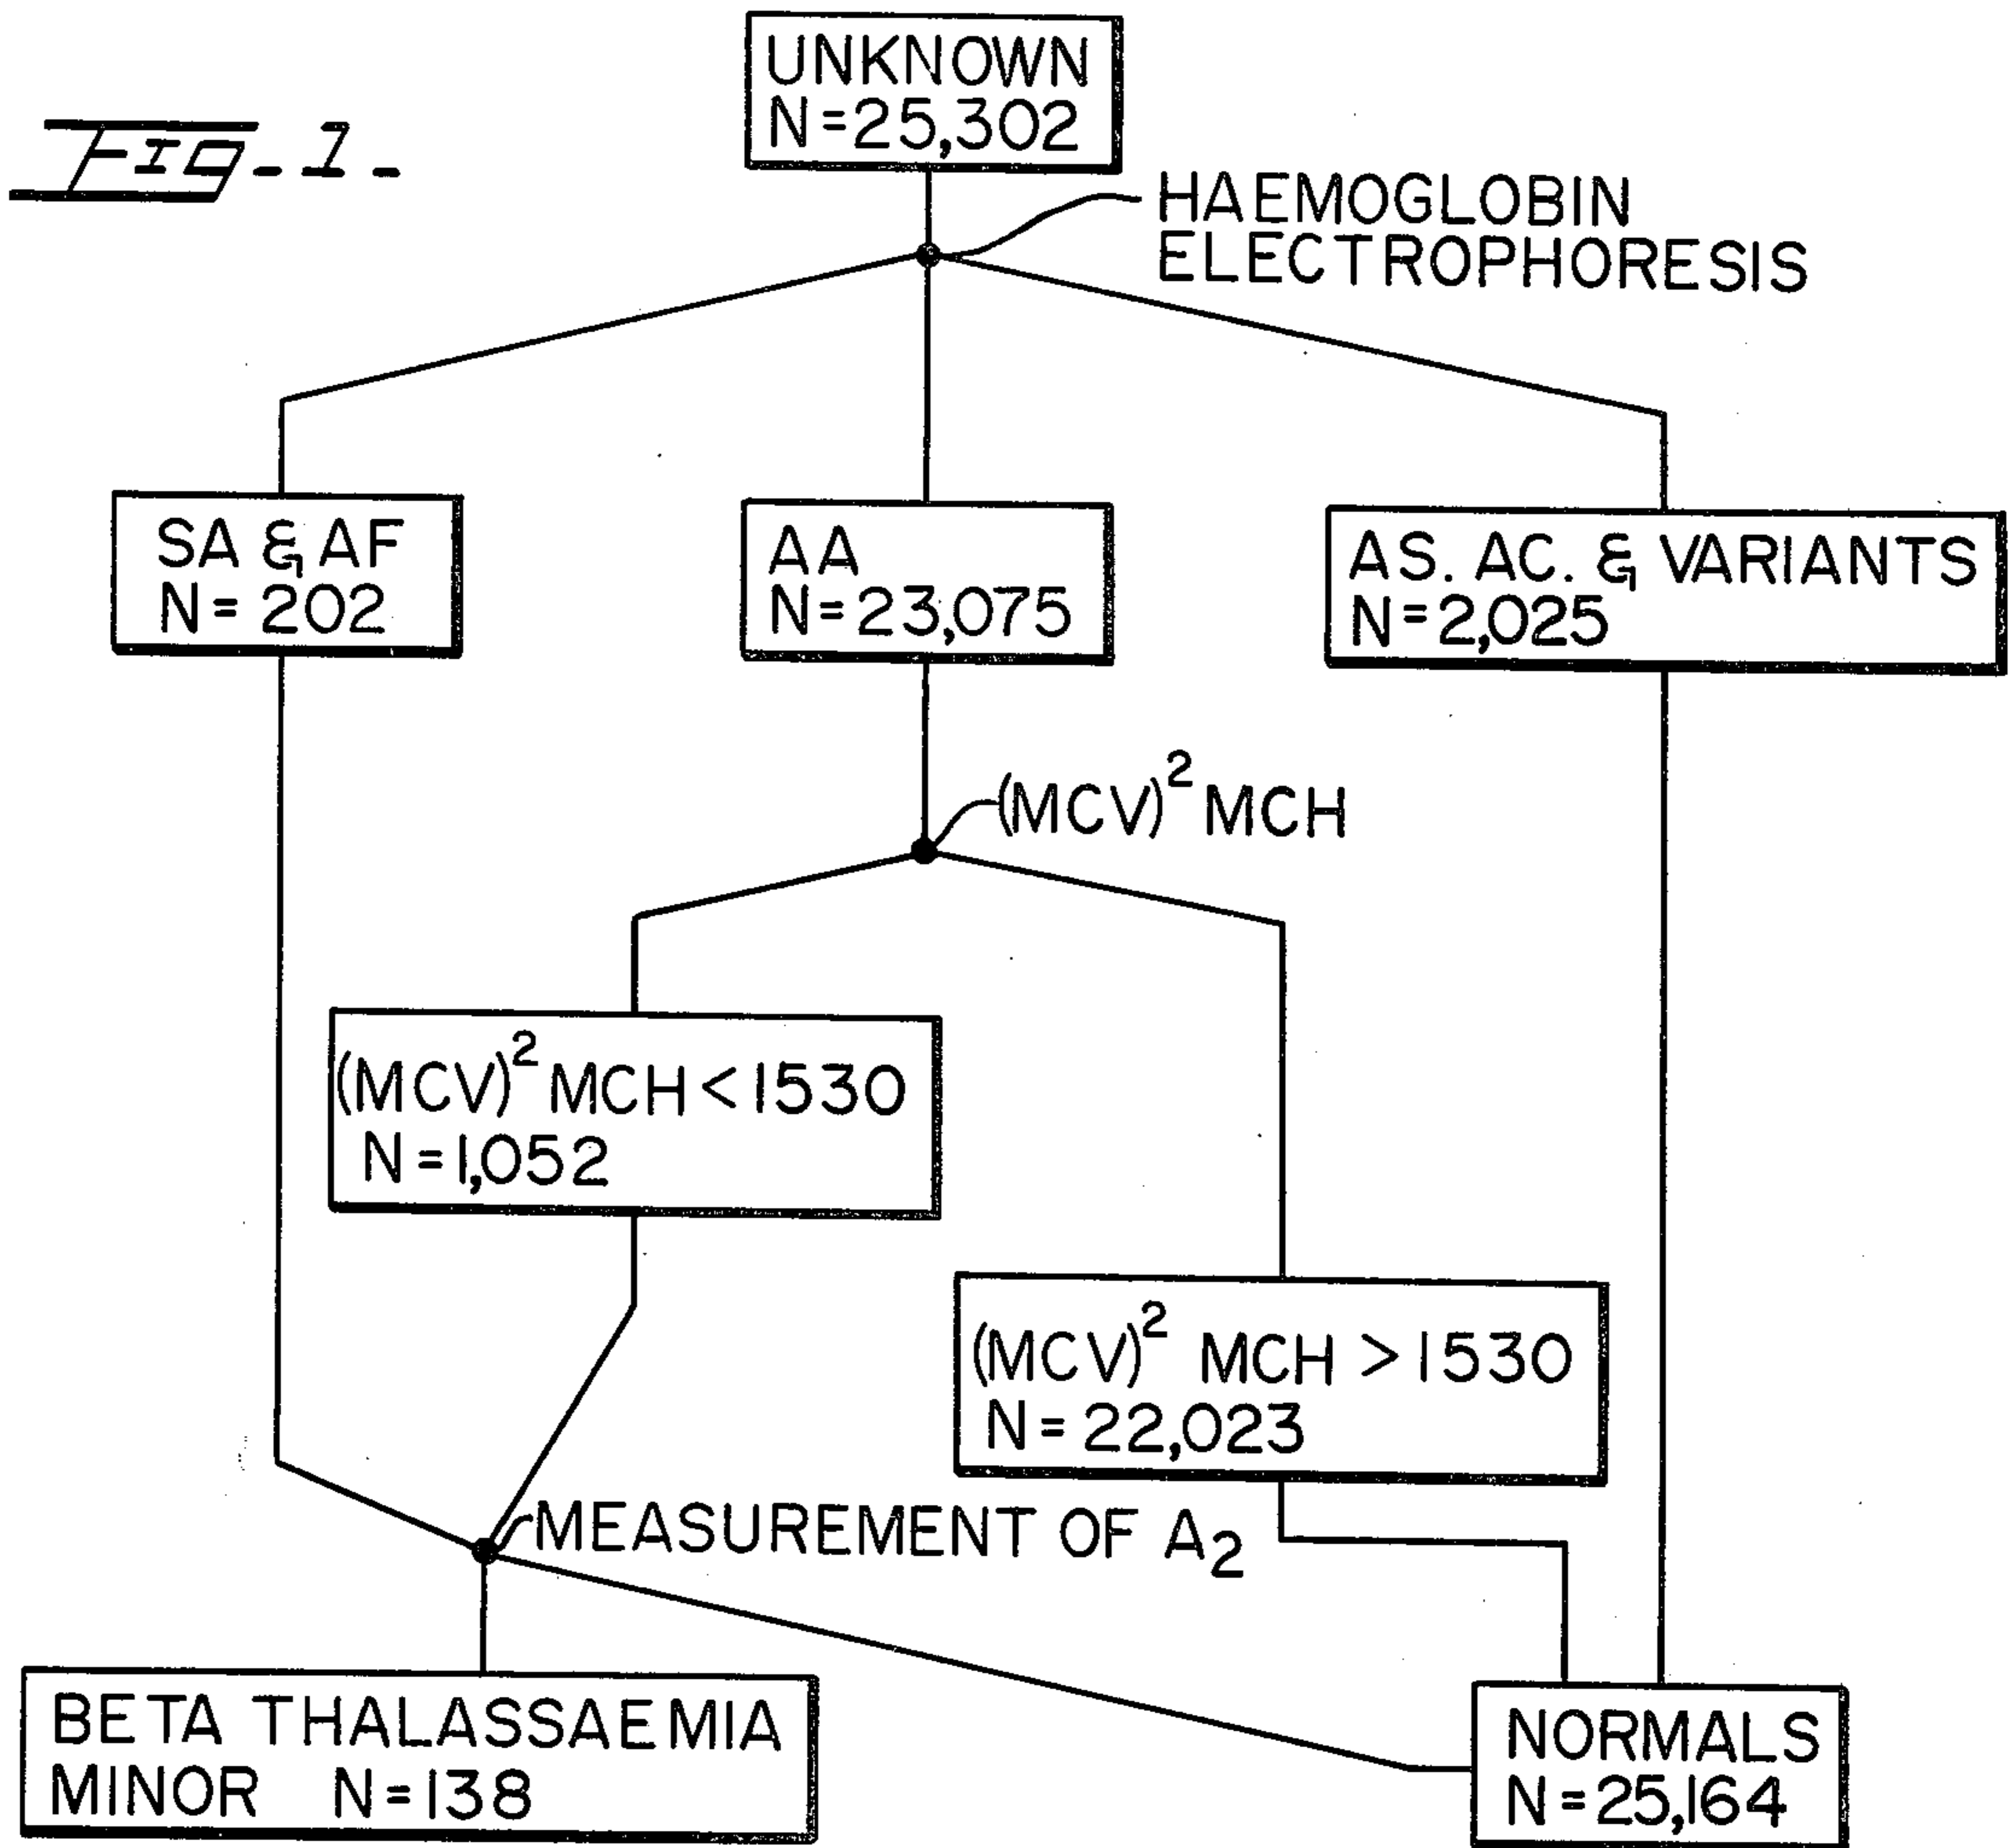 Fig-1-
UNKNOWN
N=25,302
HAEMOGLOBIN
ELECTROPHORESIS
SA & AF
N=202
AA
N=23,075
AS. AC. & VARIANTS
N=2,025
(MCV)² MCH
(MCV)² MCH < 1530
N=1,052
(MCV)² MCH > 1530
N=22,023
MEASUREMENT OF A₂
BETA THALASSAEMIA
MINOR N=138
NORMALS
N=25,164